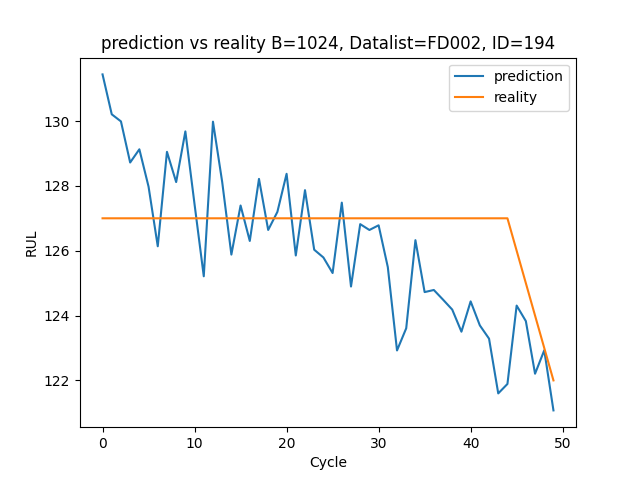 prediction vs reality B=1024, Datalist=FD002, ID=194
prediction
reality
RUL
130
128
126
124
122
0 10 20 30 40 50
Cycle